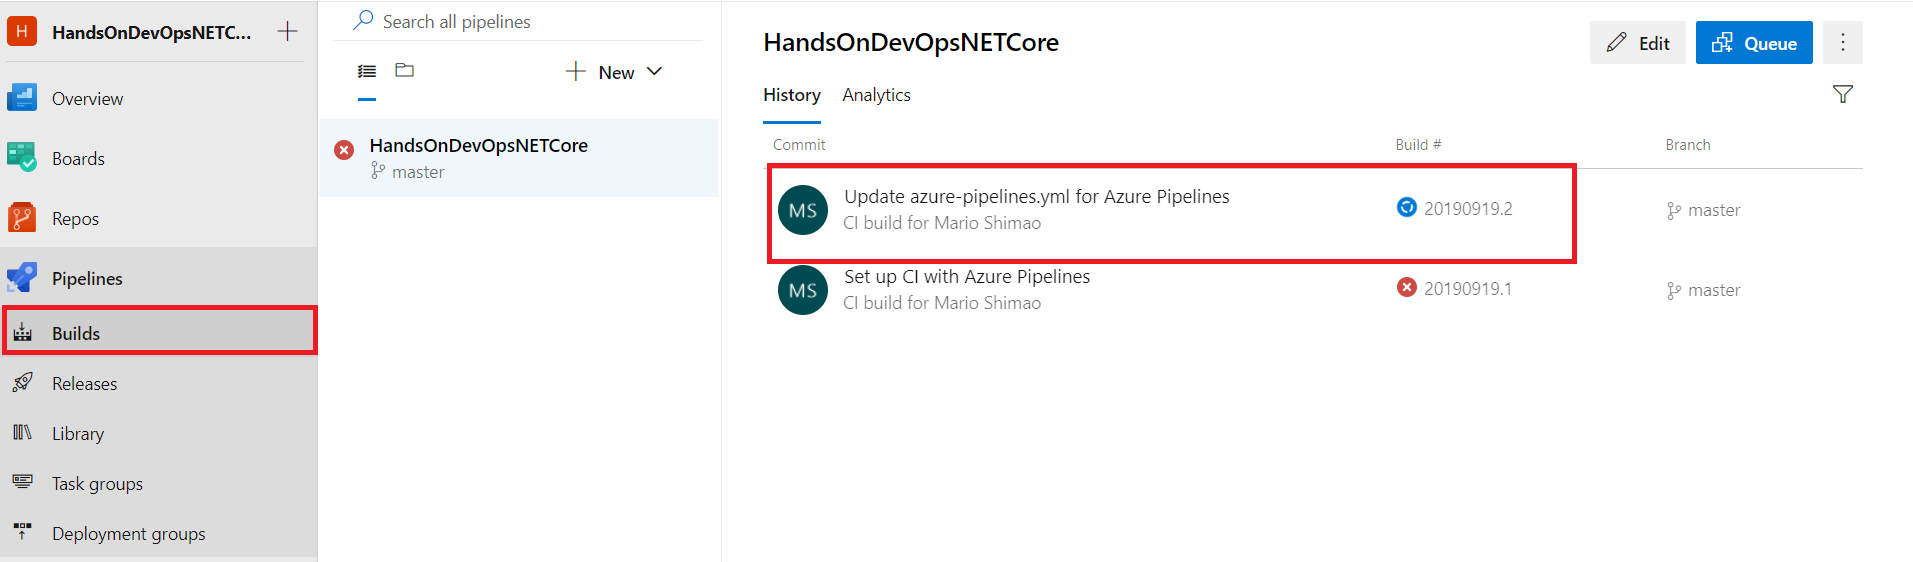 H HandsOnDevOpsNETC...
Overview
Boards
Repos
Pipelines
Builds
Releases
Library
Task groups
Deployment groups
Search all pipelines
New
HandsOnDevOpsNETCore
master
HandsOnDevOpsNETCore
Edit
Queue
History Analytics
Commit Build # Branch
MS Update azure-pipelines.yml for Azure Pipelines 20190919.2 master
CI build for Mario Shimao
MS Set up CI with Azure Pipelines 20190919.1 master
CI build for Mario Shimao